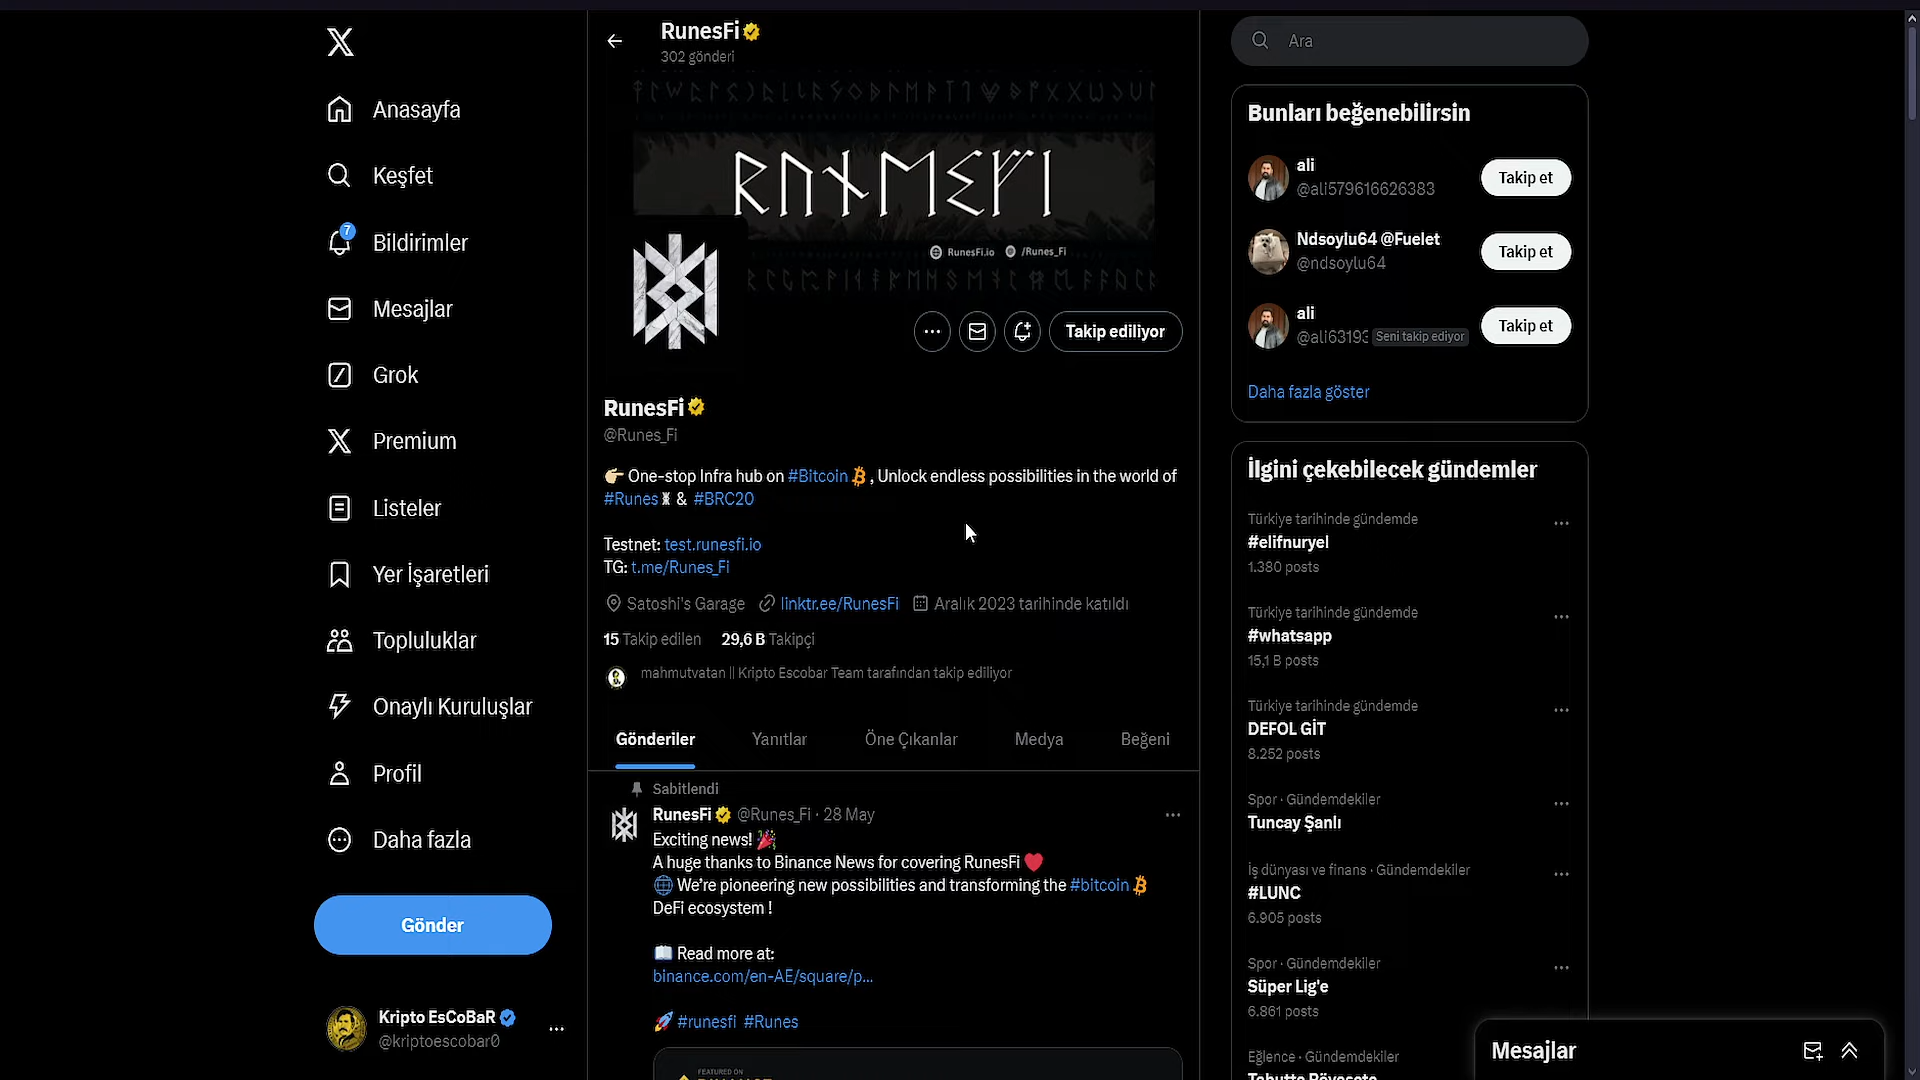 Anasayfa
Keşfet
7
Bildirimler
Mesajlar
Grok
Premium
Listeler
Yer İşaretleri
Topluluklar
Onaylı Kuruluşlar
Profil
Daha fazla
Gönder
Kripto EsCoBaR
@kriptoescobar0
RunesFi
302 gönderi
RunesFi.io /Runes_Fi
Takip ediliyor
RunesFi
@Runes_Fi
👉 One-stop Infra hub on #Bitcoin , Unlock endless possibilities in the world of
#Runes & #BRC20
Testnet: test.runesfi.io
TG: t.me/Runes_Fi
Satoshi's Garage linktr.ee/RunesFi Aralık 2023 tarihinde katıldı
15 Takip edilen 29,6 B Takipçi
mahmutvatan || Kripto Escobar Team tarafından takip ediliyor
Gönderiler Yanıtlar Öne Çıkanlar Medya Beğeni
Sabitlendi
RunesFi @Runes_Fi · 28 May
Exciting news! 🎉
A huge thanks to Binance News for covering RunesFi ❤️
🌐 We're pioneering new possibilities and transforming the #bitcoin
DeFi ecosystem !
📖 Read more at:
binance.com/en-AE/square/p...
🚀 #runesfi #Runes
FEATURED ON
Ara
Bunları beğenebilirsin
ali
@ali579616626383
Takip et
Ndsoylu64 @Fuelet
@ndsoylu64
Takip et
ali
@ali6319 Seni takip ediyor
Takip et
Daha fazla göster
İlgini çekebilecek gündemler
Türkiye tarihinde gündemde
#elifnuryel
1.380 posts
Türkiye tarihinde gündemde
#whatsapp
15,1 B posts
Türkiye tarihinde gündemde
DEFOL GİT
8.252 posts
Spor · Gündemdekiler
Tuncay Şanlı
İş dünyası ve finans · Gündemdekiler
#LUNC
6.905 posts
Spor · Gündemdekiler
Süper Lig'e
6.861 posts
Eğlence · Gündemdekiler
Mesajlar